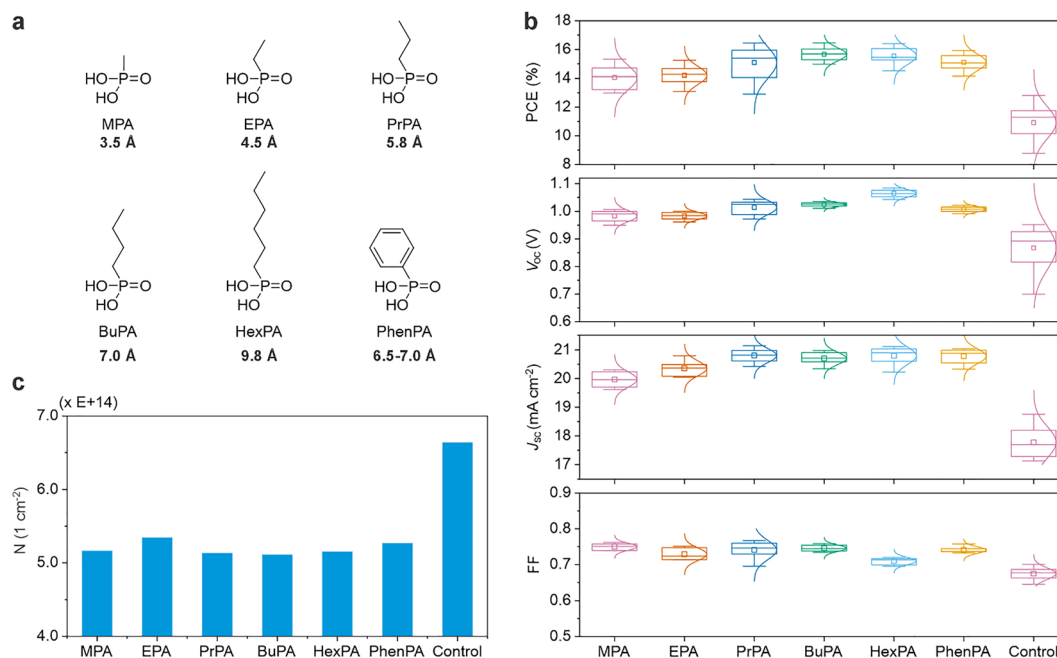 a
HO-P=O
HO
MPA
3.5 Å
HO-P=O
HO
EPA
4.5 Å
HO-P=O
HO
PrPA
5.8 Å
HO-P=O
HO
BuPA
7.0 Å
HO-P=O
HO
HexPA
9.8 Å
HO-P=O
HO
PhenPA
6.5-7.0 Å
b
PCE (%)
18
16
14
12
10
8
Voc (V)
1.1
1.0
0.9
0.8
0.7
0.6
Jsc (mA cm-2)
21
20
19
18
17
FF
0.9
0.8
0.7
0.6
0.5
MPA EPA PrPA BuPA HexPA PhenPA Control
c
(x E+14)
N (1 cm-2)
7.0
6.0
5.0
4.0
MPA EPA PrPA BuPA HexPA PhenPA Control